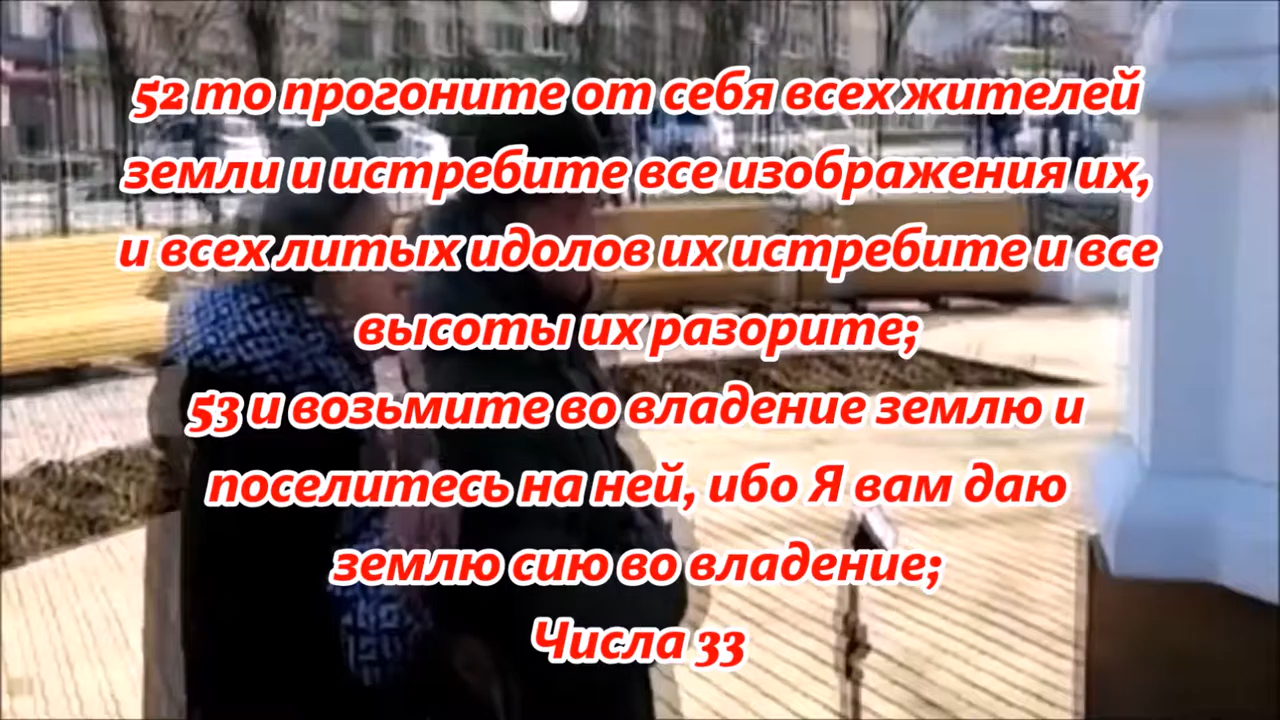 52 то прогоните от себя всех жителей
земли и истребите все изображения их,
и всех литых идолов их истребите и все
высоты их разорите;
53 и возьмите во владение землю и
поселитесь на ней, ибо Я вам даю
землю сию во владение;
Числа 33